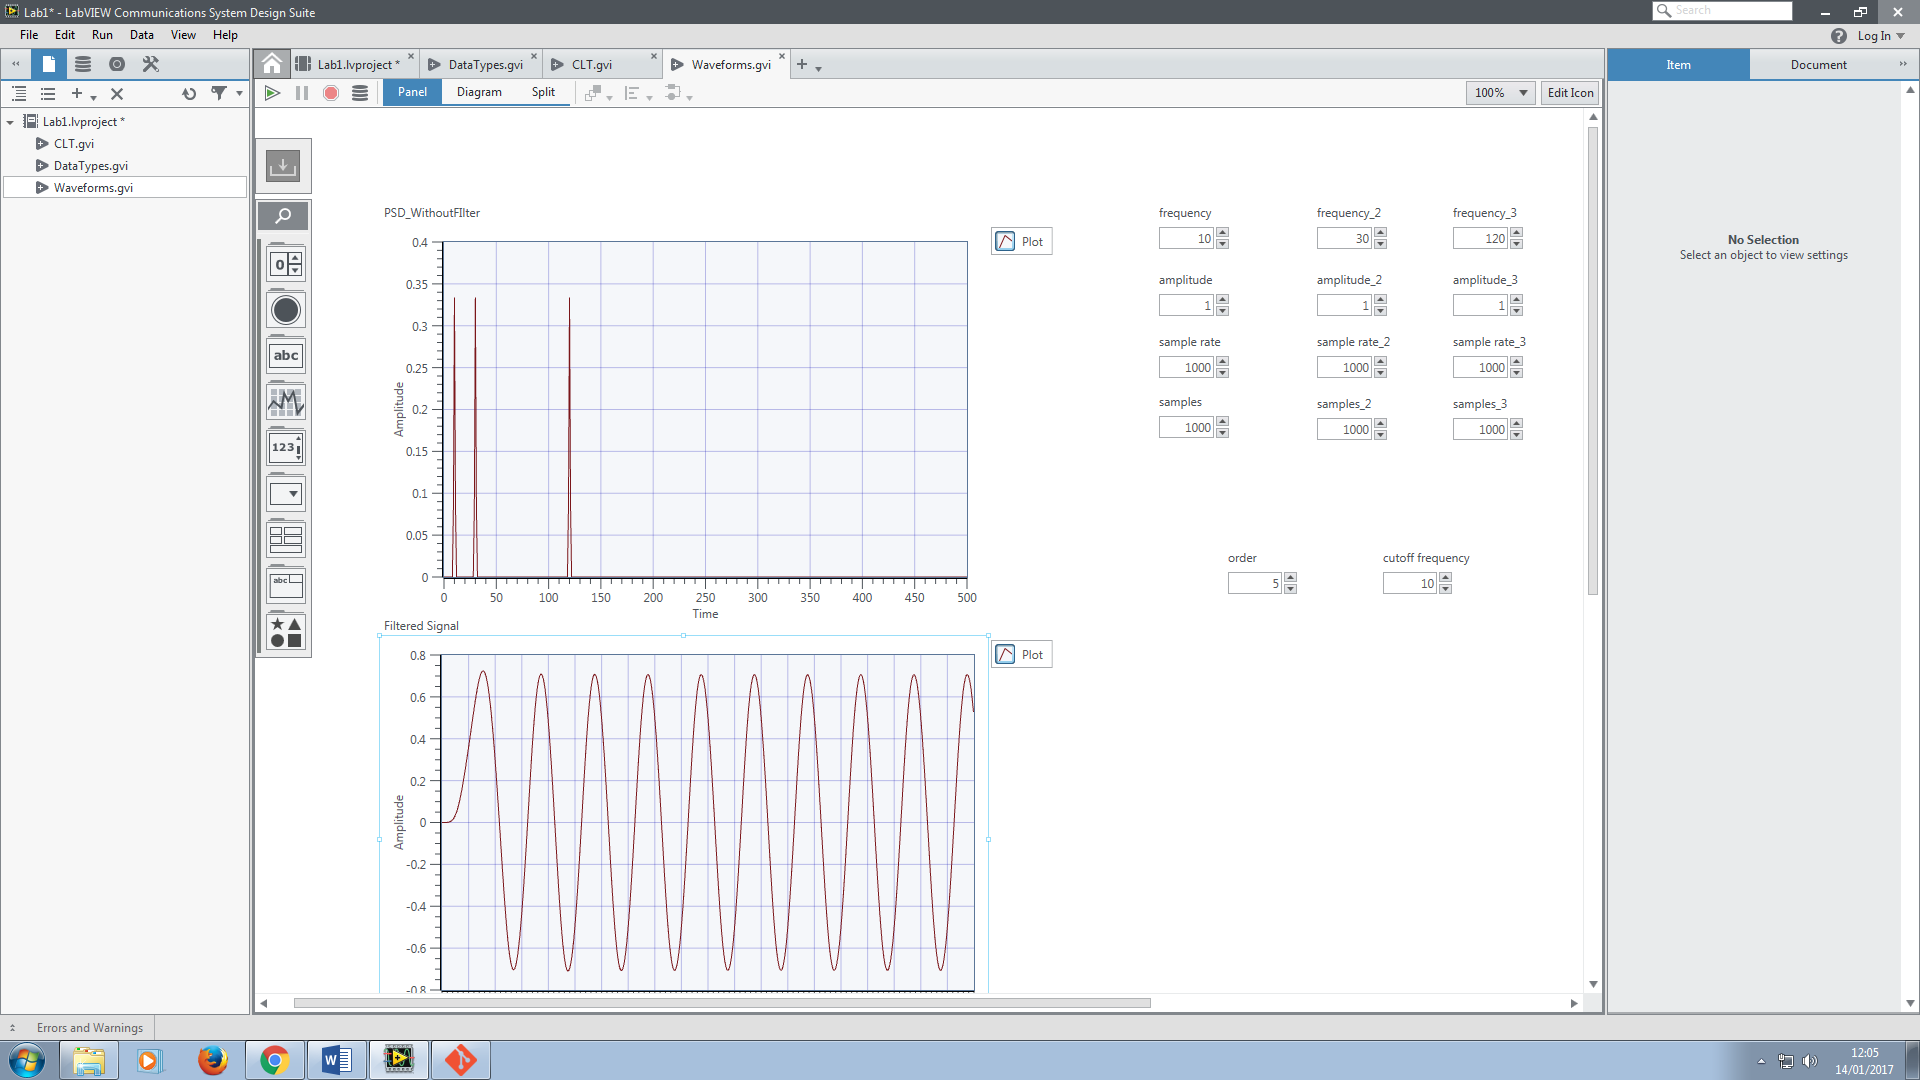 Lab1* - LabVIEW Communications System Design Suite
Search
File Edit Run Data View Help
Log In
Lab1.lvproject * DataTypes.gvi CLT.gvi Waveforms.gvi
Item Document
Panel Diagram Split
100% Edit Icon
Lab1.lvproject *
CLT.gvi
DataTypes.gvi
Waveforms.gvi
No Selection
Select an object to view settings
0
abc
123
abc
PSD_WithoutFIlter
Plot
0.4
0.35
0.3
0.25
0.2
0.15
0.1
0.05
0
Amplitude
0 50 100 150 200 250 300 350 400 450 500
Time
frequency frequency_2 frequency_3
10 30 120
amplitude amplitude_2 amplitude_3
1 1 1
sample rate sample rate_2 sample rate_3
1000 1000 1000
samples samples_2 samples_3
1000 1000 1000
order cutoff frequency
5 10
Filtered Signal
Plot
0.8
0.6
0.4
0.2
0
-0.2
-0.4
-0.6
-0.8
Amplitude
Errors and Warnings
12:05
14/01/2017